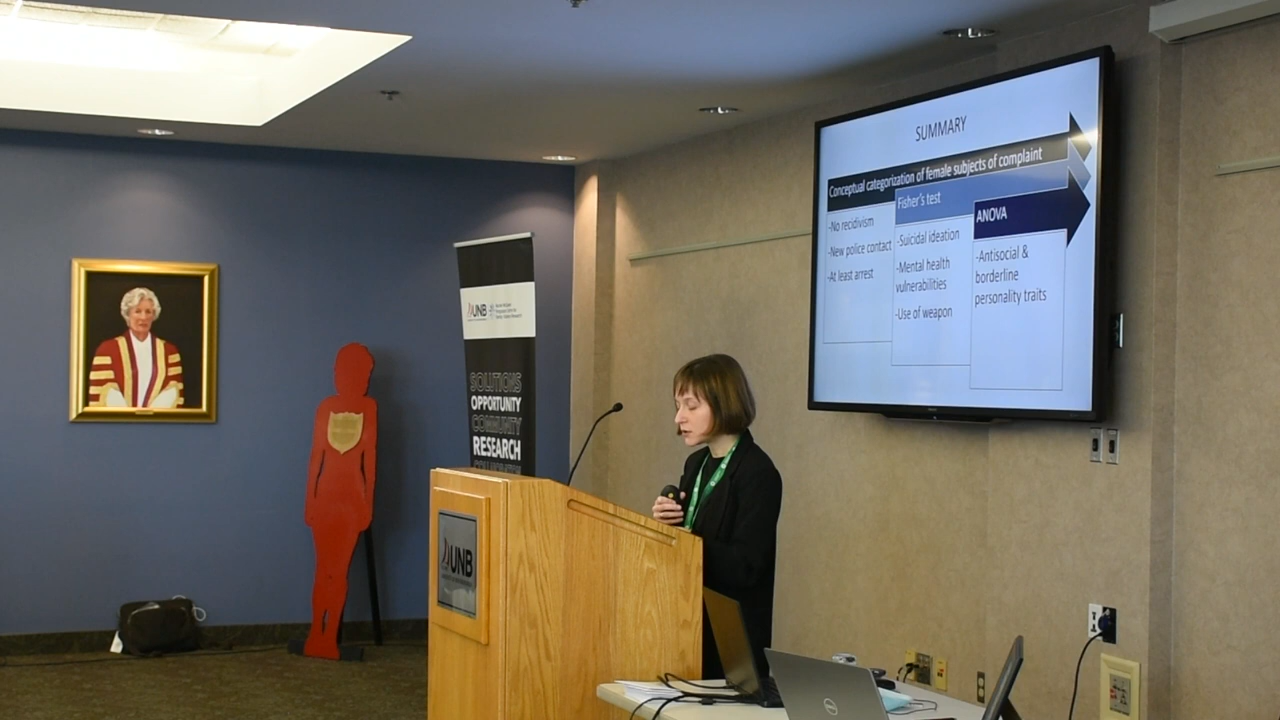 SUMMARY
Conceptual categorization of female subjects of complaint
Fisher's test
ANOVA
-No recidivism
-New police contact
-At least arrest
-Suicidal ideation
-Mental health
vulnerabilities
-Use of weapon
-Antisocial &
borderline
personality traits
UNB
SOLUTIONS
OPPORTUNITY
COMMUNITY
RESEARCH
UNB
DELL